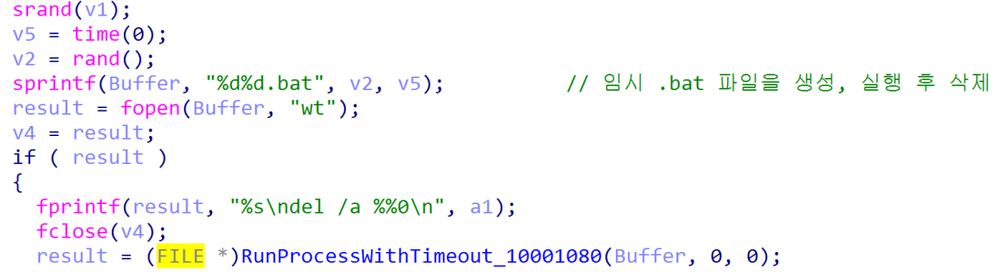 srand(v1);
v5 = time(0);
v2 = rand();
sprintf(Buffer, "%d%d.bat", v2, v5);          // 임시 .bat 파일을 생성, 실행 후 삭제
result = fopen(Buffer, "wt");
v4 = result;
if ( result )
{
  fprintf(result, "%s\ndel /a %%0\n", a1);
  fclose(v4);
  result = (FILE *)RunProcessWithTimeout_10001080(Buffer, 0, 0);